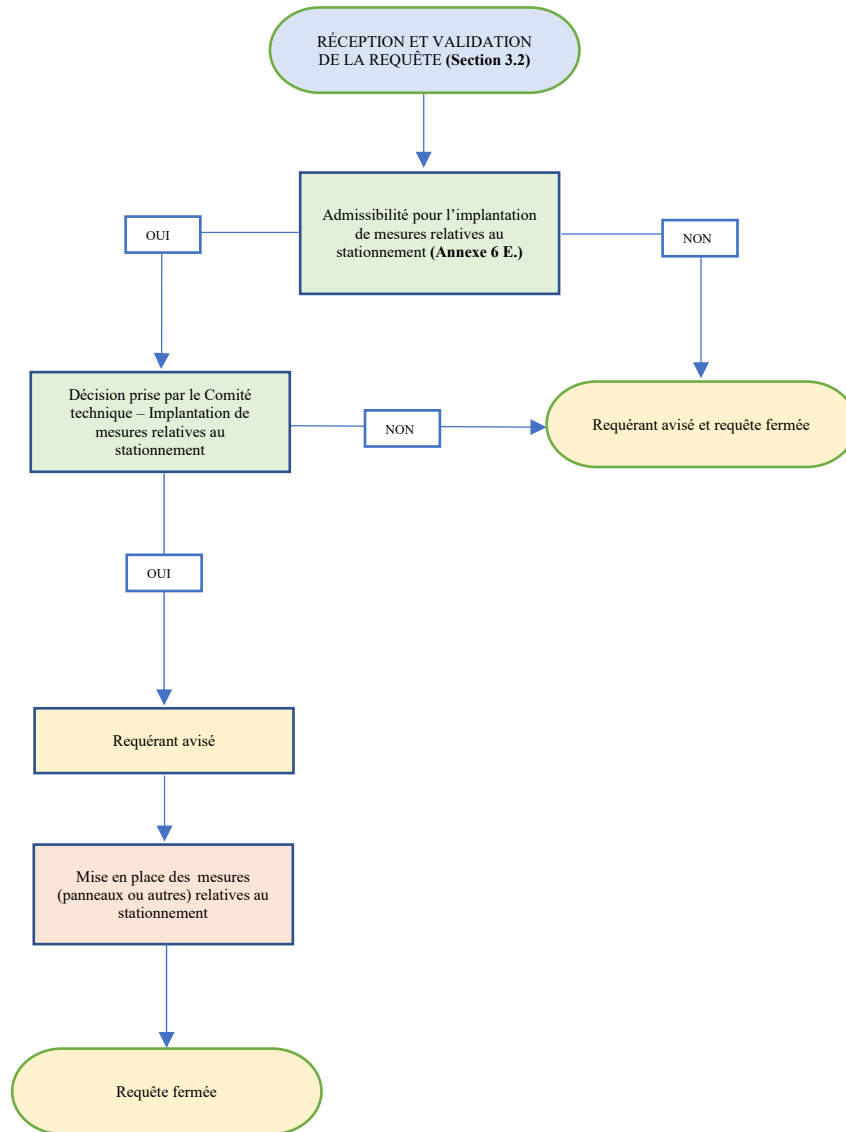 RÉCEPTION ET VALIDATION
DE LA REQUÊTE (Section 3.2)
Admissibilité pour l'implantation
de mesures relatives au
stationnement (Annexe 6 E.)
OUI
NON
Décision prise par le Comité
technique – Implantation de
mesures relatives au
stationnement
NON
Requérant avisé et requête fermée
OUI
Requérant avisé
Mise en place des mesures
(panneaux ou autres) relatives au
stationnement
Requête fermée